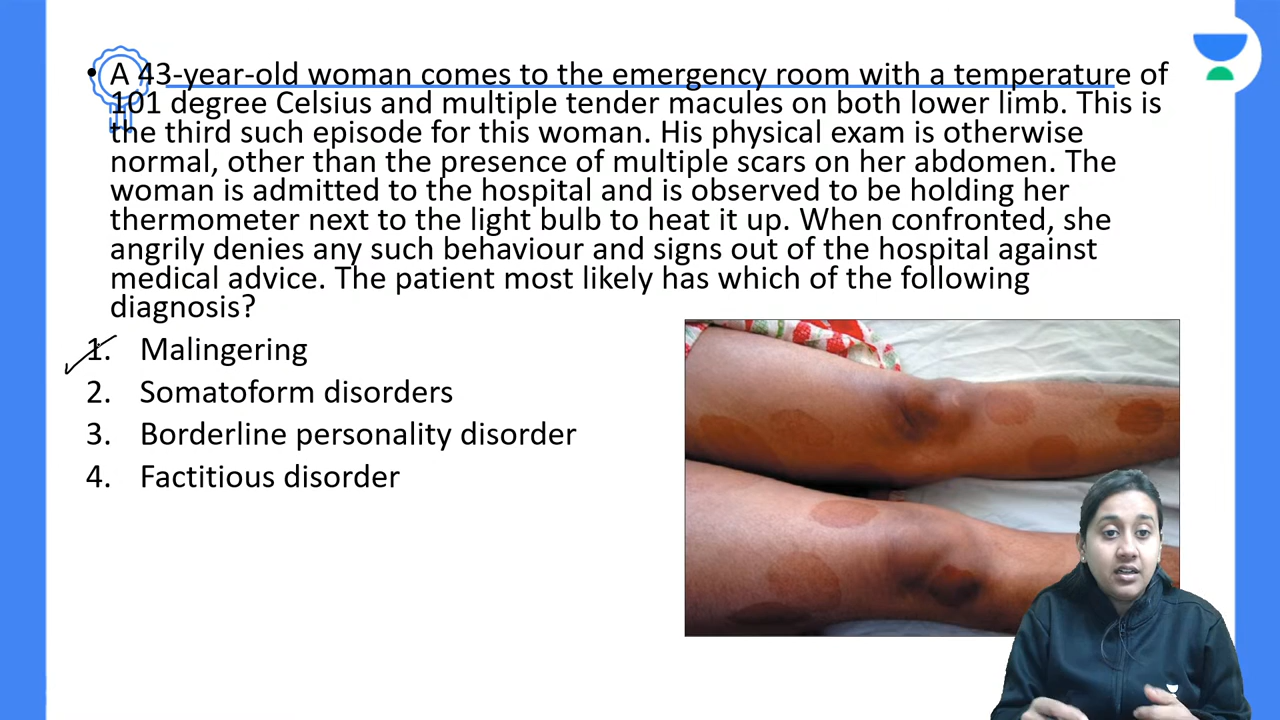 • A 43-year-old woman comes to the emergency room with a temperature of
101 degree Celsius and multiple tender macules on both lower limb. This is
the third such episode for this woman. His physical exam is otherwise
normal, other than the presence of multiple scars on her abdomen. The
woman is admitted to the hospital and is observed to be holding her
thermometer next to the light bulb to heat it up. When confronted, she
angrily denies any such behaviour and signs out of the hospital against
medical advice. The patient most likely has which of the following
diagnosis?
1. Malingering
2. Somatoform disorders
3. Borderline personality disorder
4. Factitious disorder